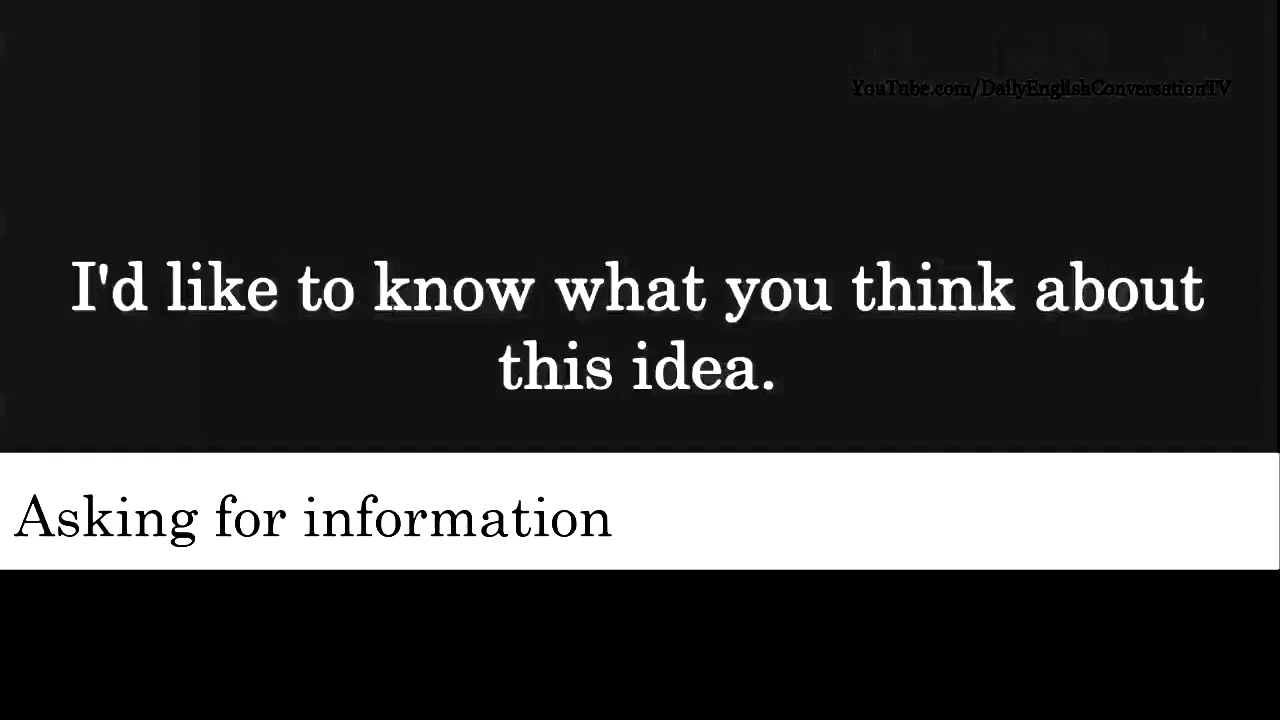 YouTube.com/DailyEnglishConversationTV
I'd like to know what you think about
this idea.
Asking for information